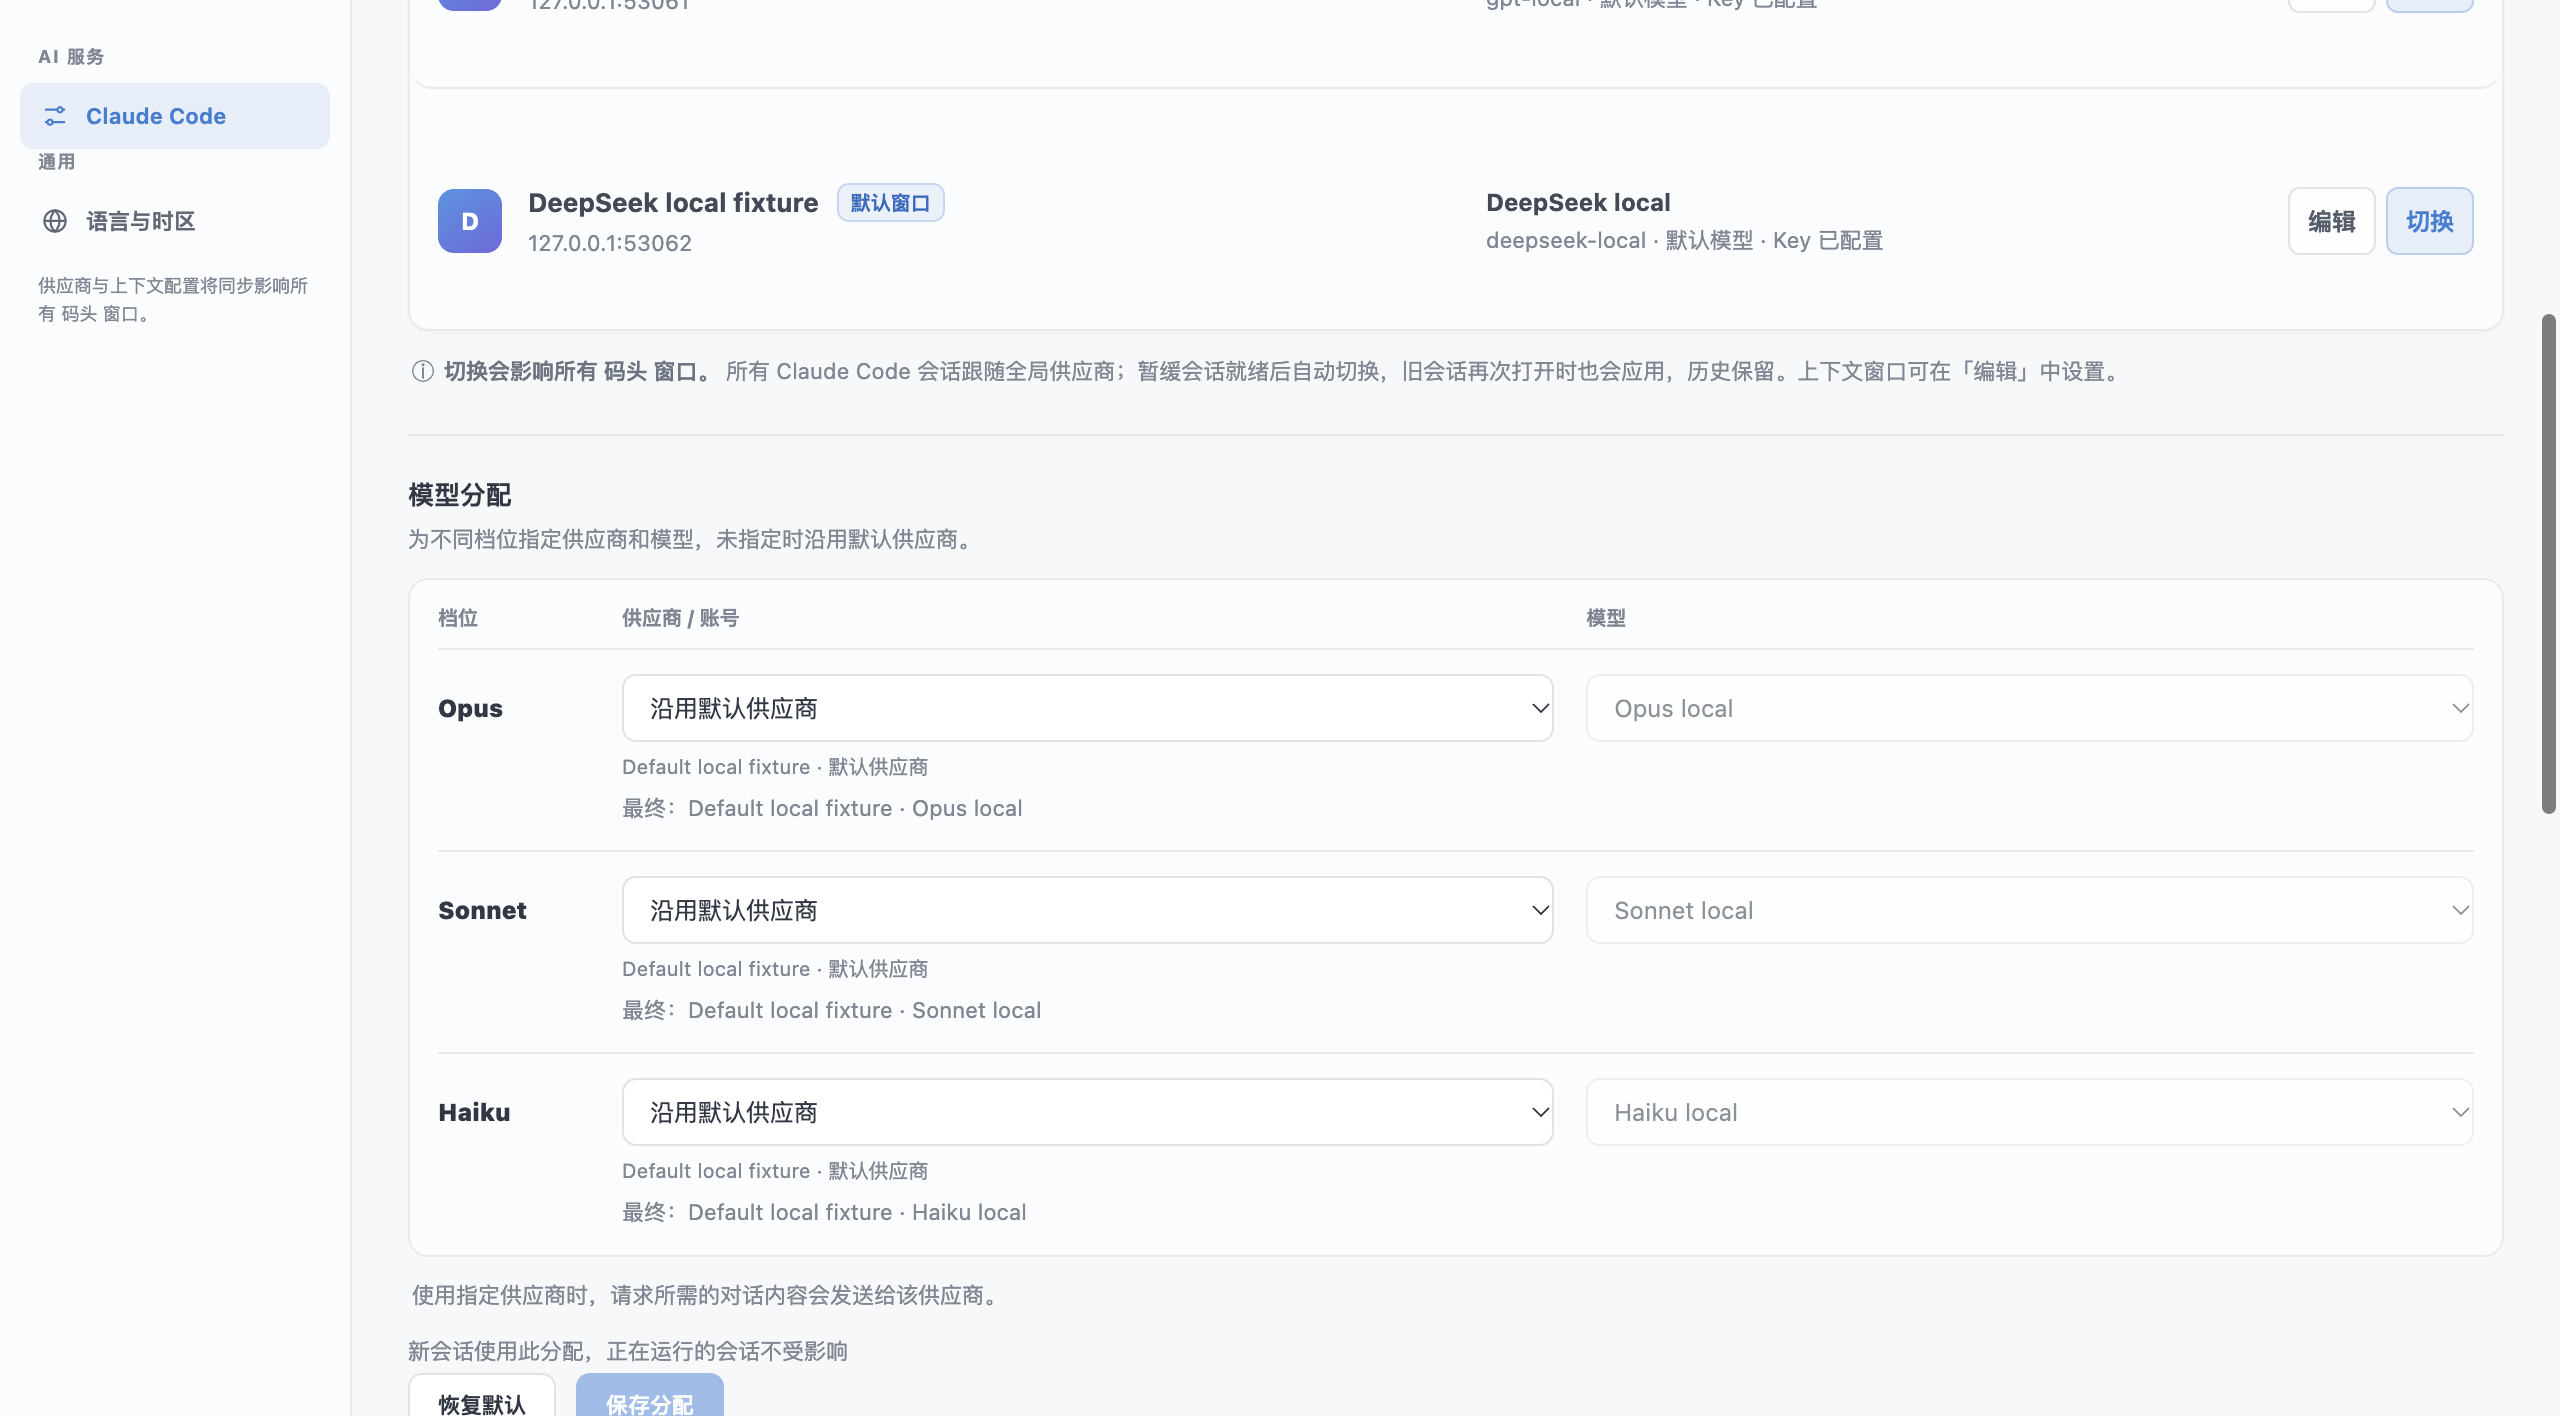 127.0.0.1:53061
gpt-local · 默认模型 · Key 已配置
AI 服务
Claude Code
通用
语言与时区
供应商与上下文配置将同步影响所
有 码头 窗口。
D
DeepSeek local fixture 默认窗口
127.0.0.1:53062
DeepSeek local
deepseek-local · 默认模型 · Key 已配置
编辑 切换
切换会影响所有 码头 窗口。 所有 Claude Code 会话跟随全局供应商；暂缓会话就绪后自动切换，旧会话再次打开时也会应用，历史保留。上下文窗口可在「编辑」中设置。
模型分配
为不同档位指定供应商和模型，未指定时沿用默认供应商。
档位 供应商 / 账号 模型
Opus 沿用默认供应商 Opus local
Default local fixture · 默认供应商
最终：Default local fixture · Opus local
Sonnet 沿用默认供应商 Sonnet local
Default local fixture · 默认供应商
最终：Default local fixture · Sonnet local
Haiku 沿用默认供应商 Haiku local
Default local fixture · 默认供应商
最终：Default local fixture · Haiku local
使用指定供应商时，请求所需的对话内容会发送给该供应商。
新会话使用此分配，正在运行的会话不受影响
恢复默认 保存分配